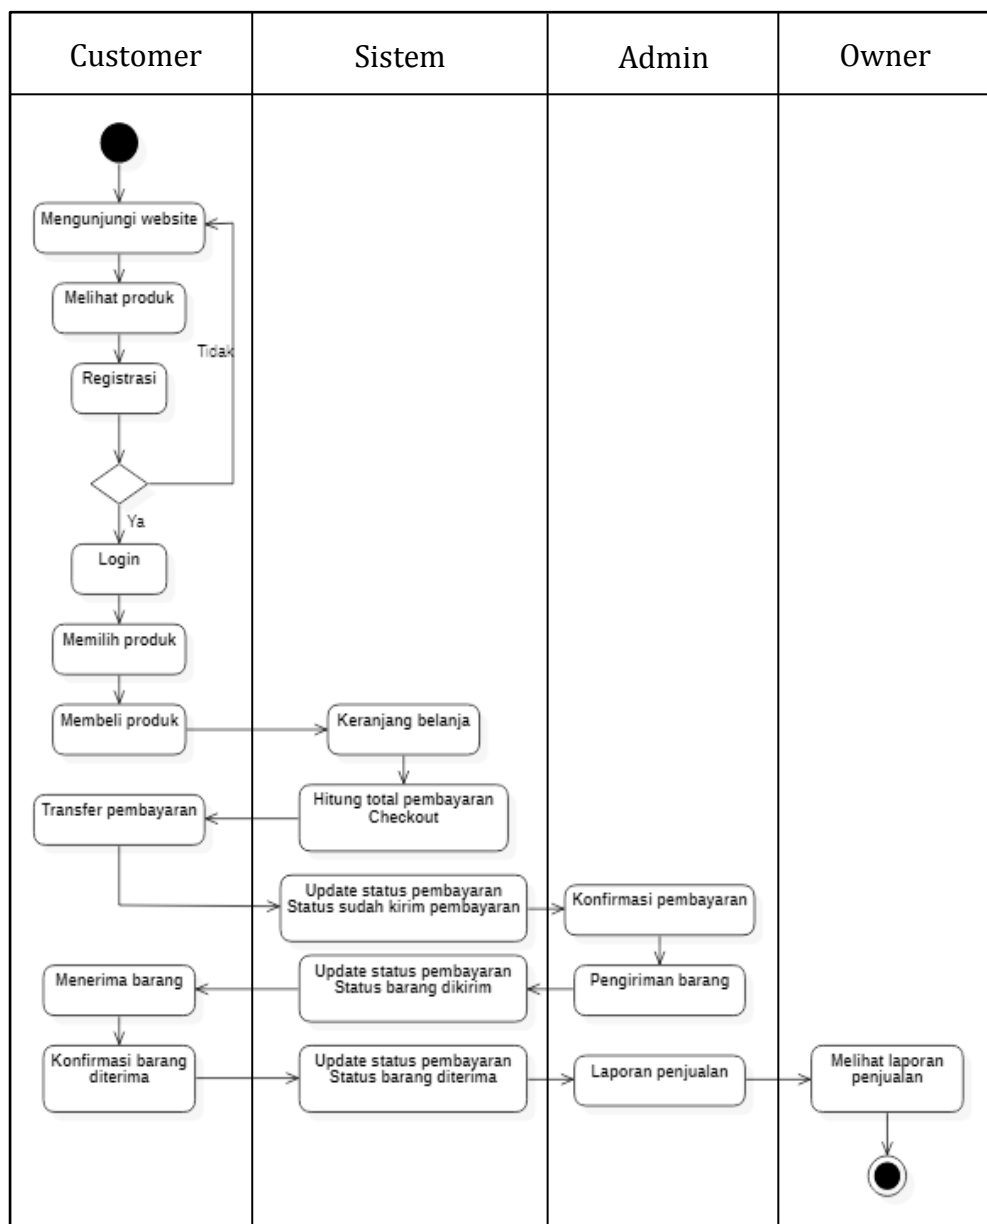 Customer
Sistem
Admin
Owner
Mengunjungi website
Melihat produk
Tidak
Registrasi
Ya
Login
Memilih produk
Membeli produk
Keranjang belanja
Hitung total pembayaran
Checkout
Transfer pembayaran
Update status pembayaran
Status sudah kirim pembayaran
Konfirmasi pembayaran
Pengiriman barang
Update status pembayaran
Status barang dikirim
Menerima barang
Konfirmasi barang
diterima
Update status pembayaran
Status barang diterima
Laporan penjualan
Melihat laporan
penjualan